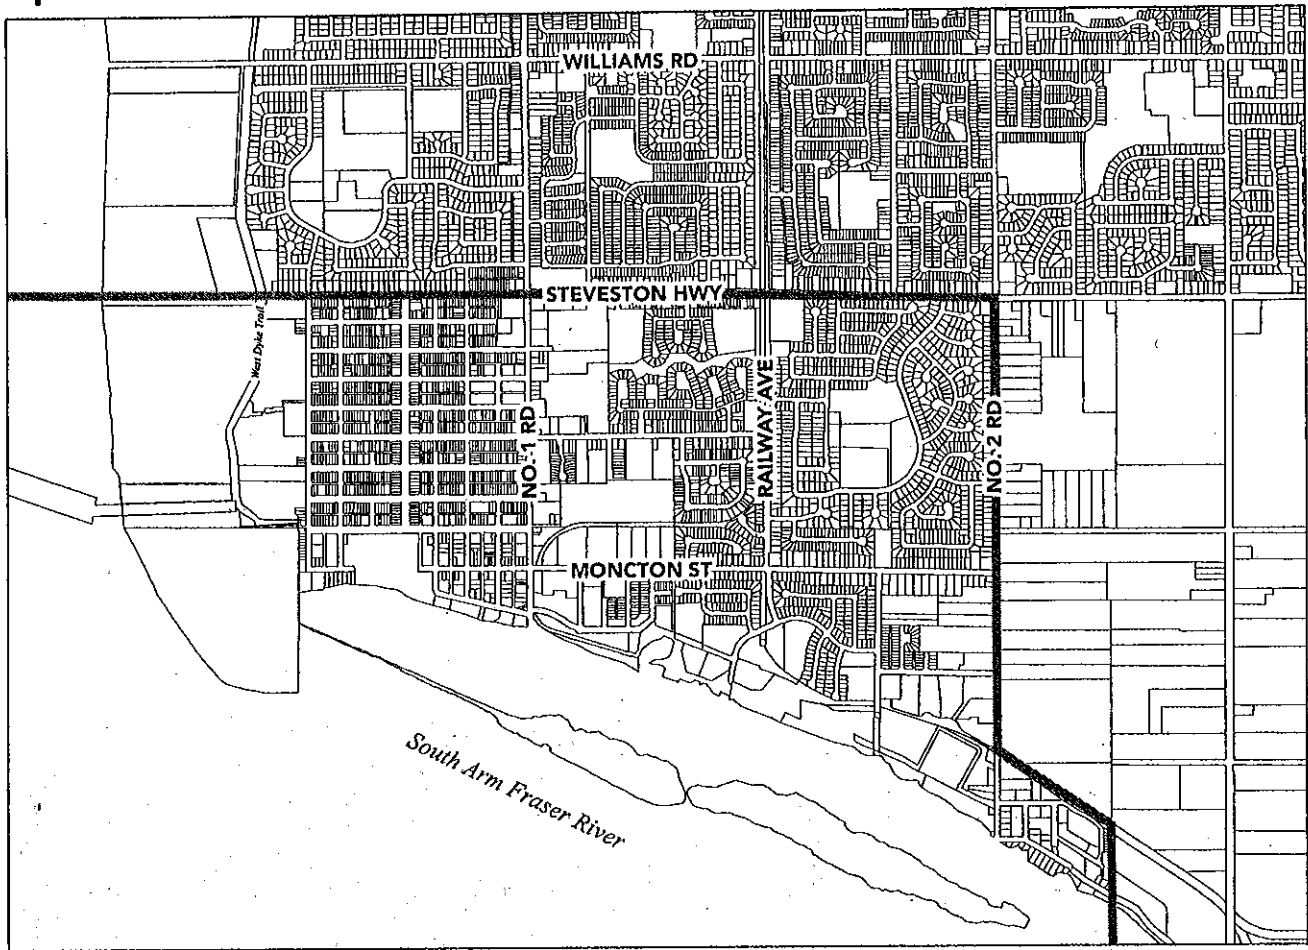 WILLIAMS RD
STEVESTON HWY
West Dyke Trail
NO. 1 RD
RAILWAY AVE
NO. 2 RD
MONCTON ST
South Arm Fraser River